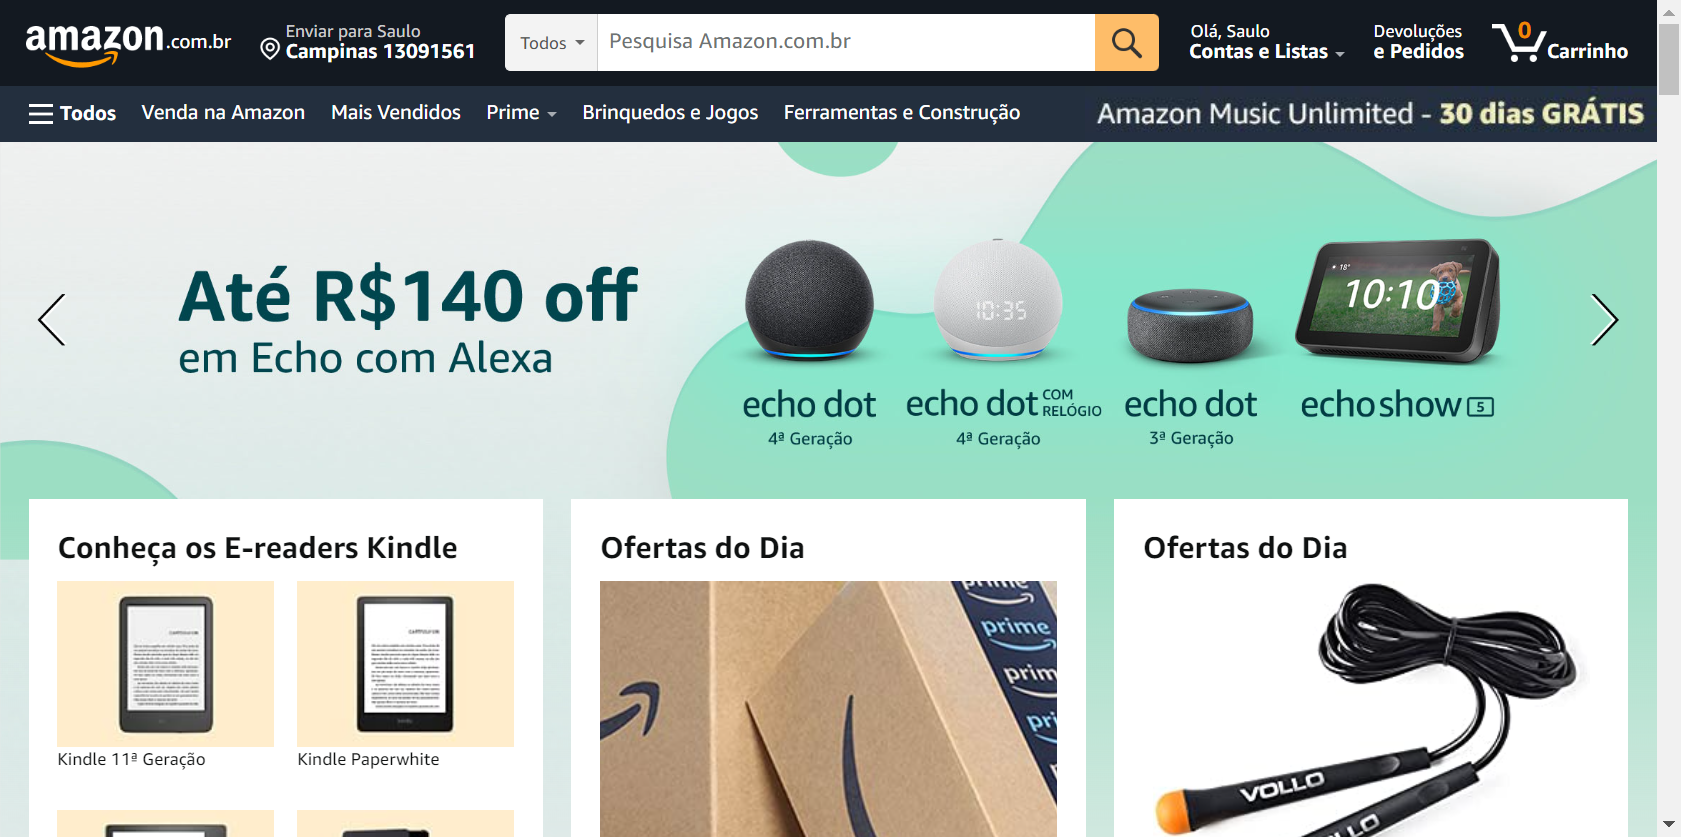 amazon.com.br
Enviar para Saulo
Campinas 13091561
Todos
Pesquisa Amazon.com.br
Olá, Saulo
Contas e Listas
Devoluções
e Pedidos
0
Carrinho
Todos
Venda na Amazon
Mais Vendidos
Prime
Brinquedos e Jogos
Ferramentas e Construção
Amazon Music Unlimited - 30 dias GRÁTIS
Até R$140 off
em Echo com Alexa
10:35
18°
10:10
echo dot
4ª Geração
echo dot COM RELÓGIO
4ª Geração
echo dot
3ª Geração
echo show 5
Conheça os E-readers Kindle
Kindle 11ª Geração
Kindle Paperwhite
Ofertas do Dia
prime
prime
prime
pri
Ofertas do Dia
VOLLO
VOLLO